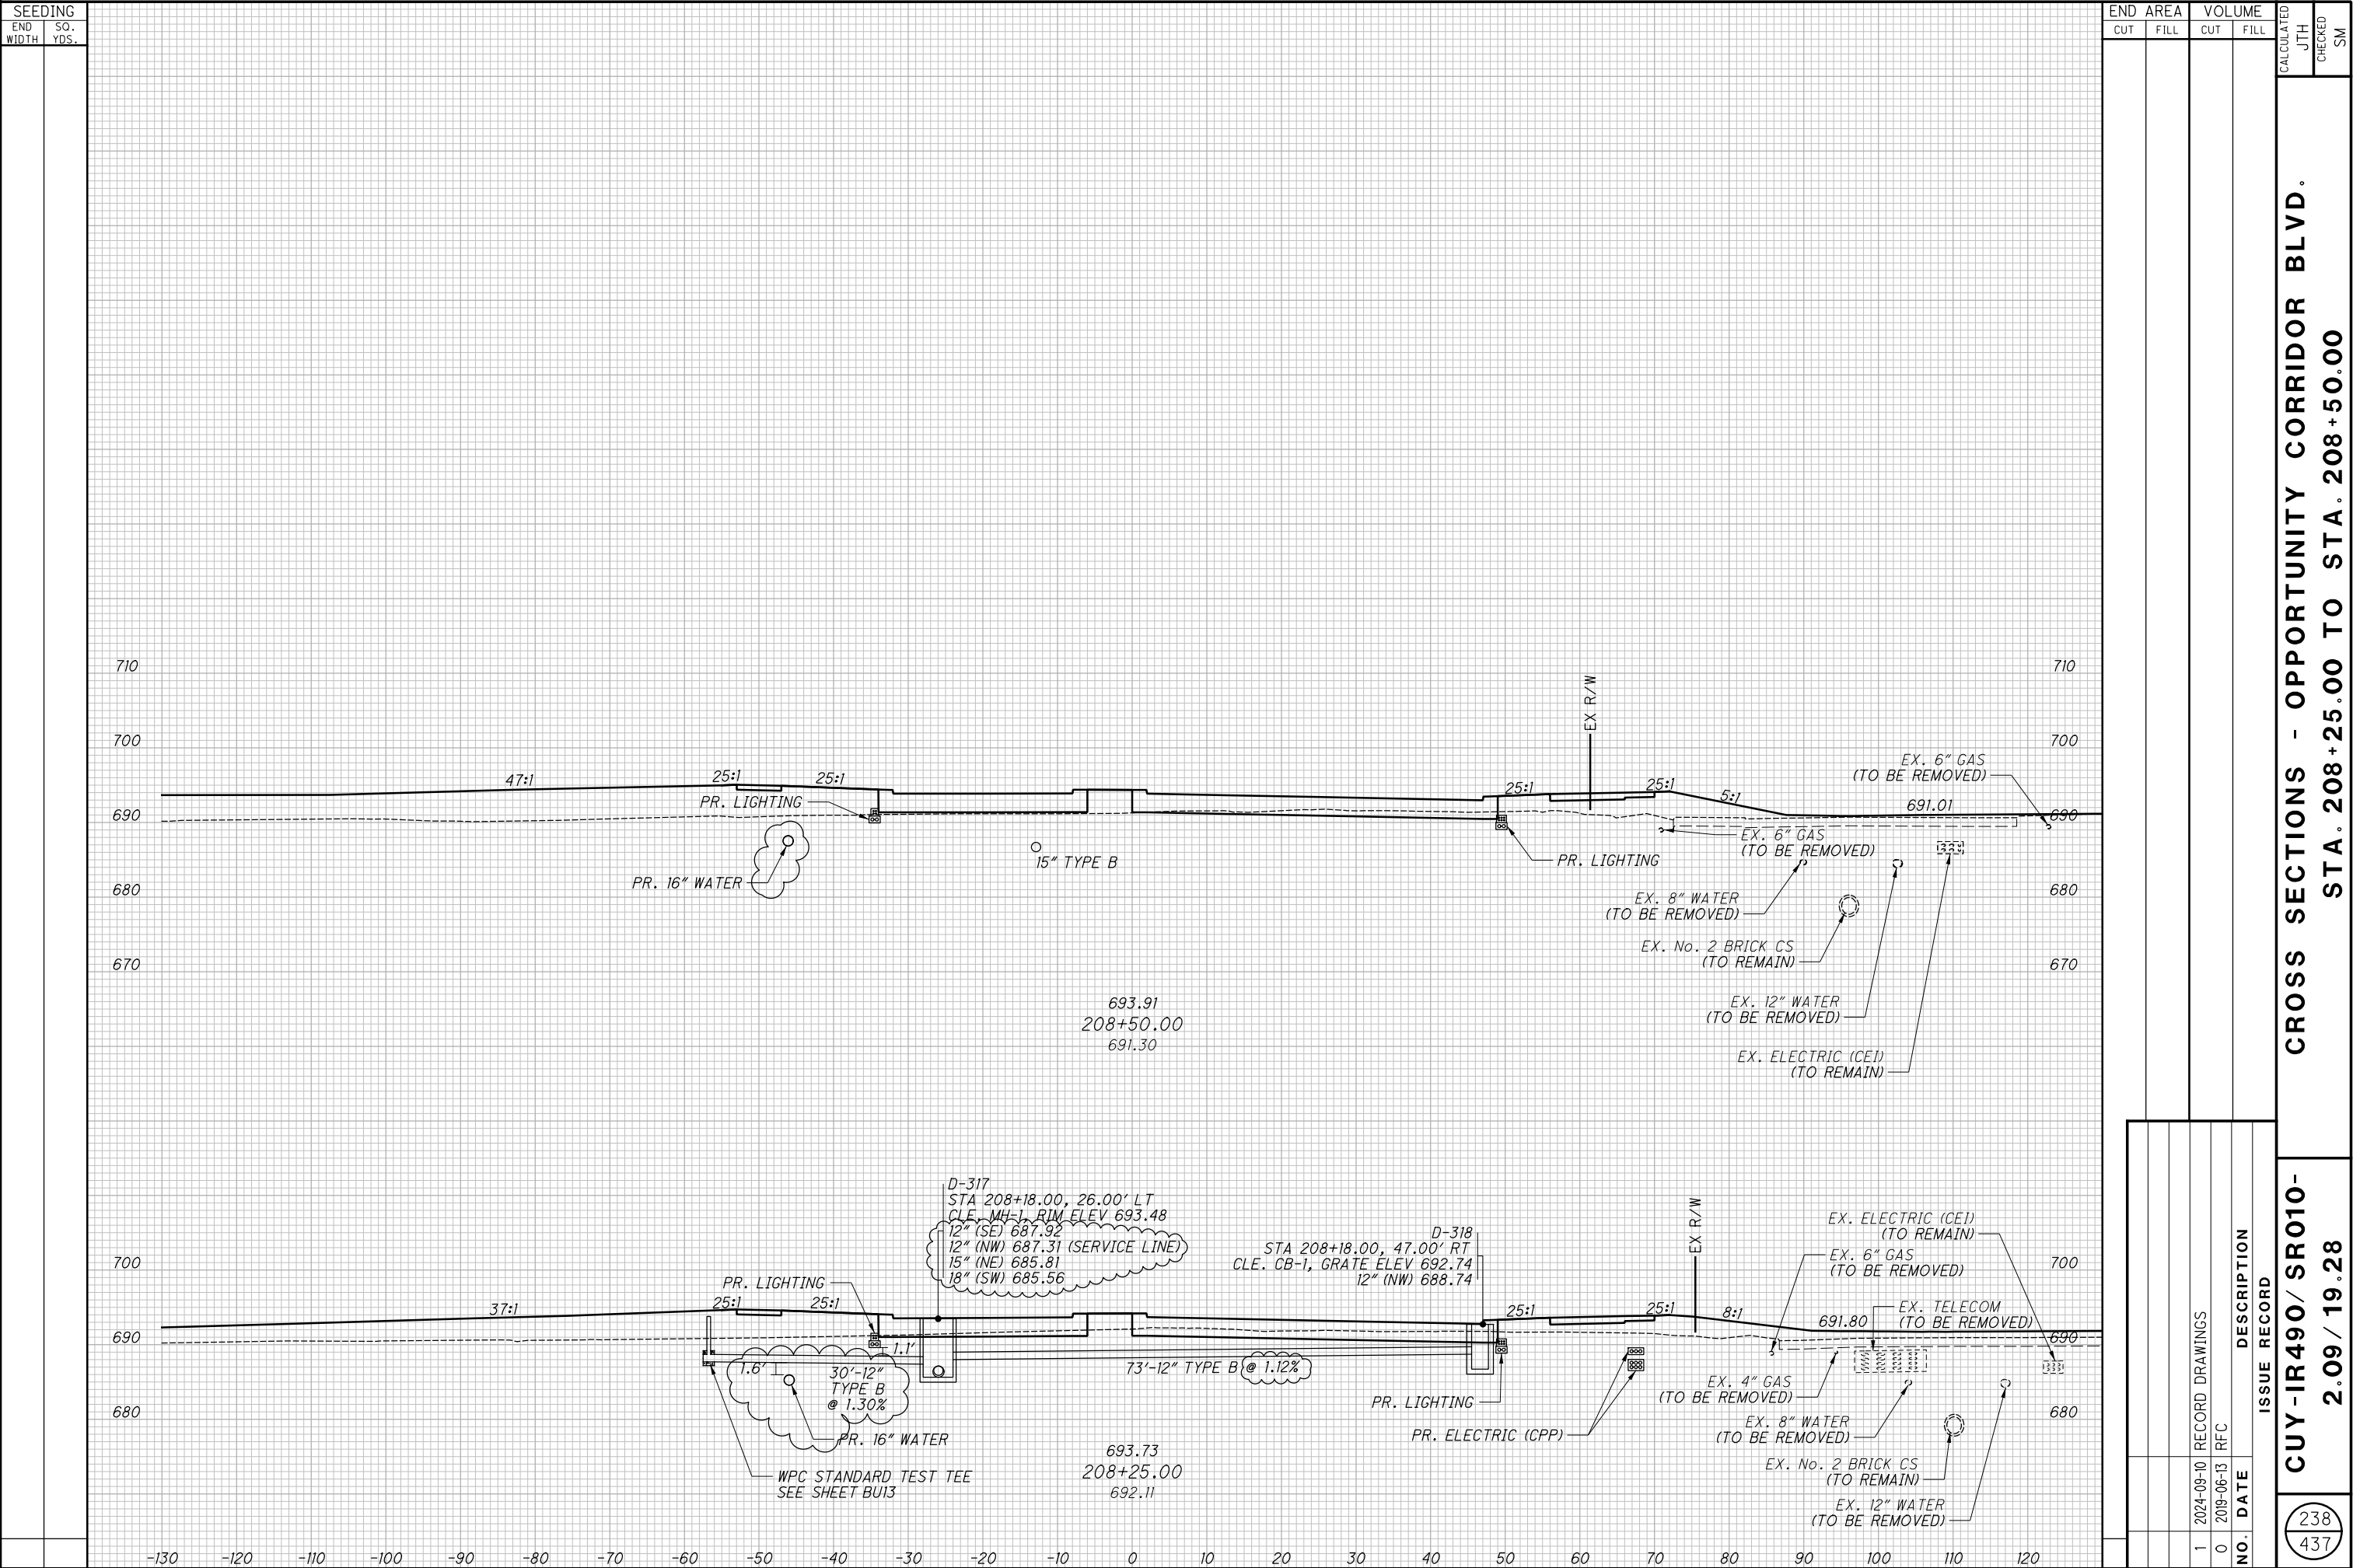 SEEDING
END WIDTH
SQ. YDS.
END AREA
VOLUME
CUT
FILL
CUT
FILL
CALCULATED
JTH
CHECKED
SM
CROSS SECTIONS - OPPORTUNITY CORRIDOR BLVD.
STA. 208+25.00 TO STA. 208+50.00
710
710
700
700
690
690
680
680
670
670
EX R/W
47:1
25:1
25:1
25:1
25:1
5:1
691.01
PR. LIGHTING
PR. 16" WATER
15" TYPE B
PR. LIGHTING
EX. 6" GAS
(TO BE REMOVED)
EX. 6" GAS
(TO BE REMOVED)
EX. 8" WATER
(TO BE REMOVED)
EX. No. 2 BRICK CS
(TO REMAIN)
EX. 12" WATER
(TO BE REMOVED)
EX. ELECTRIC (CEI)
(TO REMAIN)
693.91
208+50.00
691.30
D-317
STA 208+18.00, 26.00' LT
CLE. MH-1, RIM ELEV 693.48
12" (SE) 687.92
12" (NW) 687.31 (SERVICE LINE)
15" (NE) 685.81
18" (SW) 685.56
D-318
STA 208+18.00, 47.00' RT
CLE. CB-1, GRATE ELEV 692.74
12" (NW) 688.74
EX R/W
EX. ELECTRIC (CEI)
(TO REMAIN)
EX. 6" GAS
(TO BE REMOVED)
EX. TELECOM
(TO BE REMOVED)
700
700
690
690
680
680
PR. LIGHTING
37:1
25:1
25:1
25:1
25:1
8:1
691.80
1.1'
1.6'
30'-12"
TYPE B
@ 1.30%
73'-12" TYPE B @ 1.12%
PR. LIGHTING
PR. ELECTRIC (CPP)
PR. 16" WATER
WPC STANDARD TEST TEE
SEE SHEET BU13
EX. 4" GAS
(TO BE REMOVED)
EX. 8" WATER
(TO BE REMOVED)
EX. No. 2 BRICK CS
(TO REMAIN)
EX. 12" WATER
(TO BE REMOVED)
693.73
208+25.00
692.11
-130 -120 -110 -100 -90 -80 -70 -60 -50 -40 -30 -20 -10 0 10 20 30 40 50 60 70 80 90 100 110 120
1 2024-09-10 RECORD DRAWINGS
0 2019-06-13 RFC
NO. DATE DESCRIPTION
ISSUE RECORD
CUY-IR490/SR010-
2.09/19.28
238
437